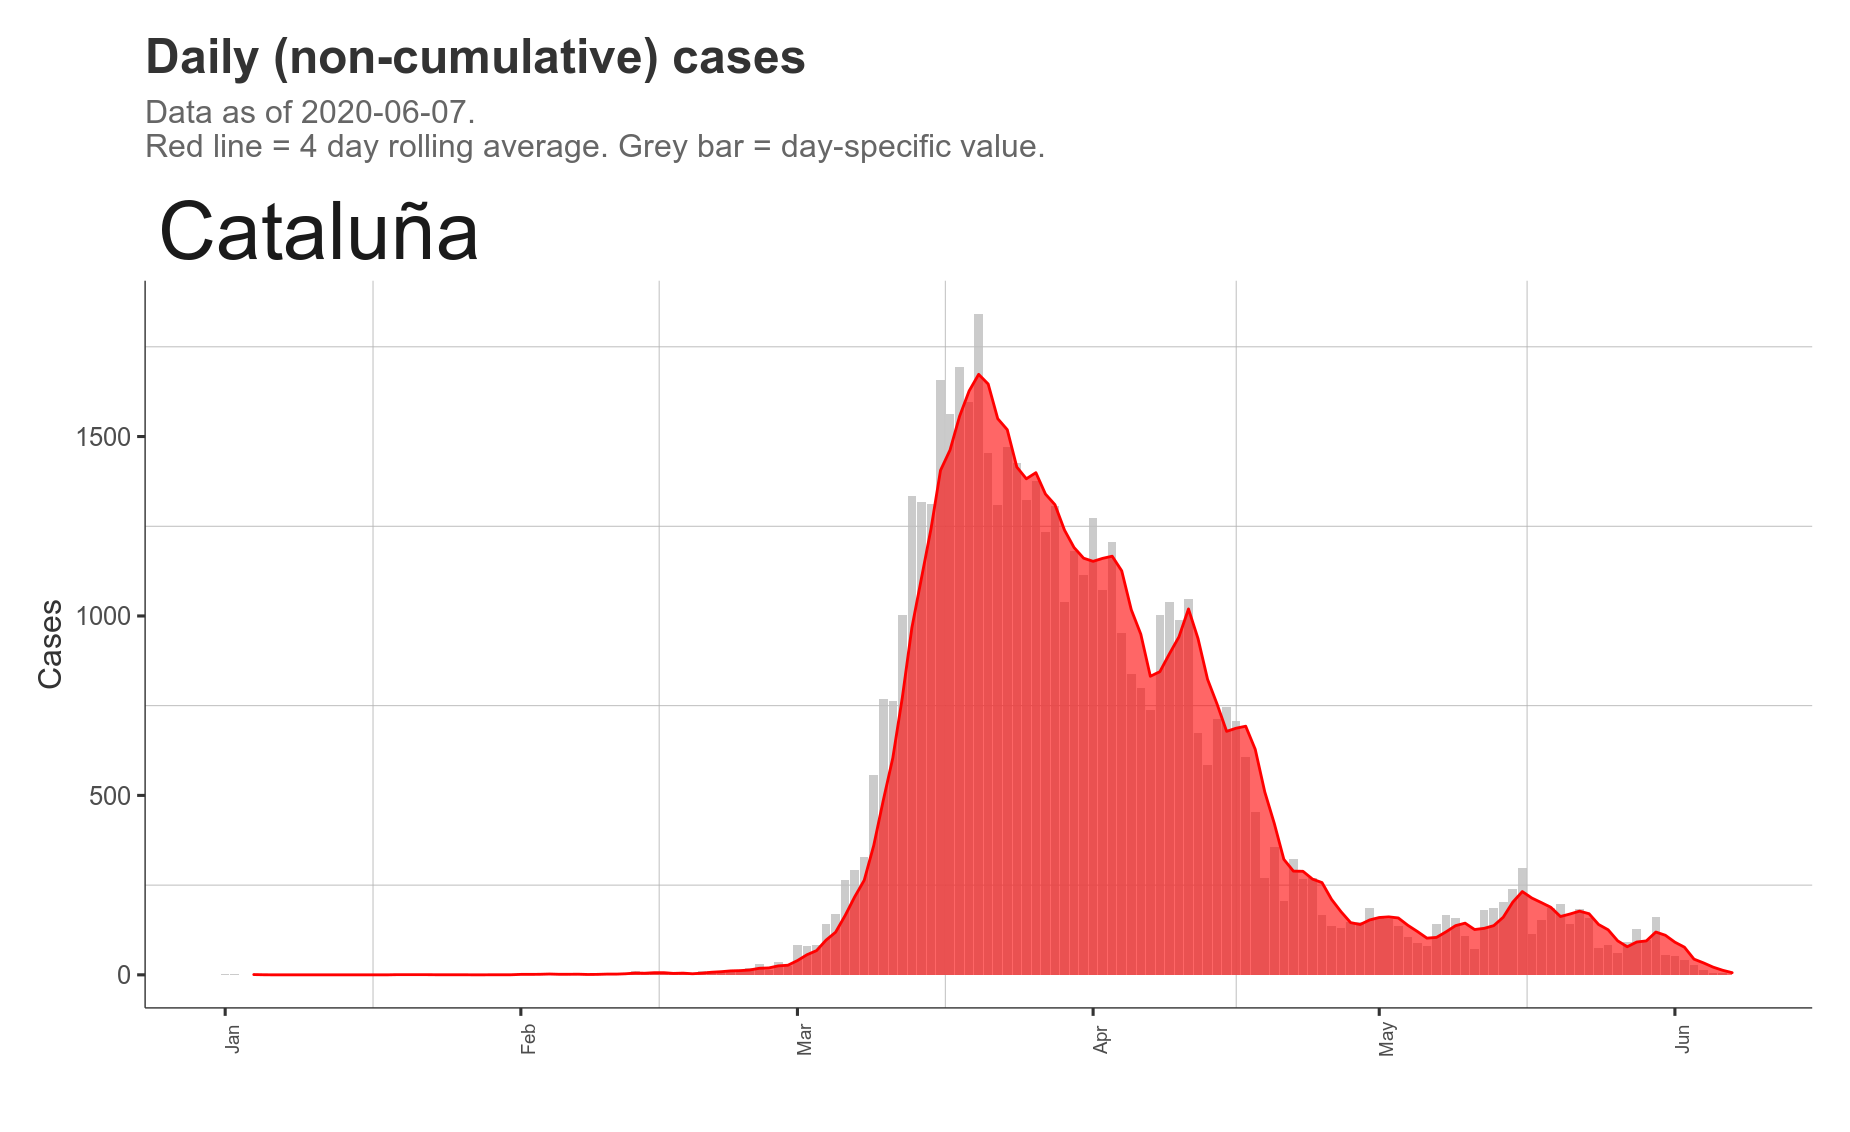 Daily (non-cumulative) cases
Data as of 2020-06-07.
Red line = 4 day rolling average. Grey bar = day-specific value.
Cataluña
Cases
1500
1000
500
0
Jan
Feb
Mar
Apr
May
Jun